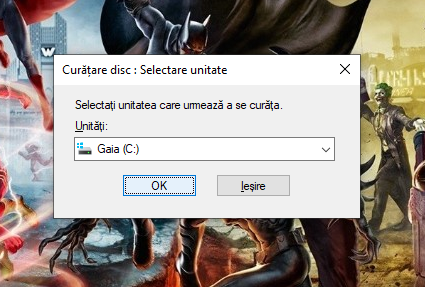 Curățare disc : Selectare unitate
Selectați unitatea care urmează a se curăța.
Unități:
Gaia (C:)
OK
Ieșire